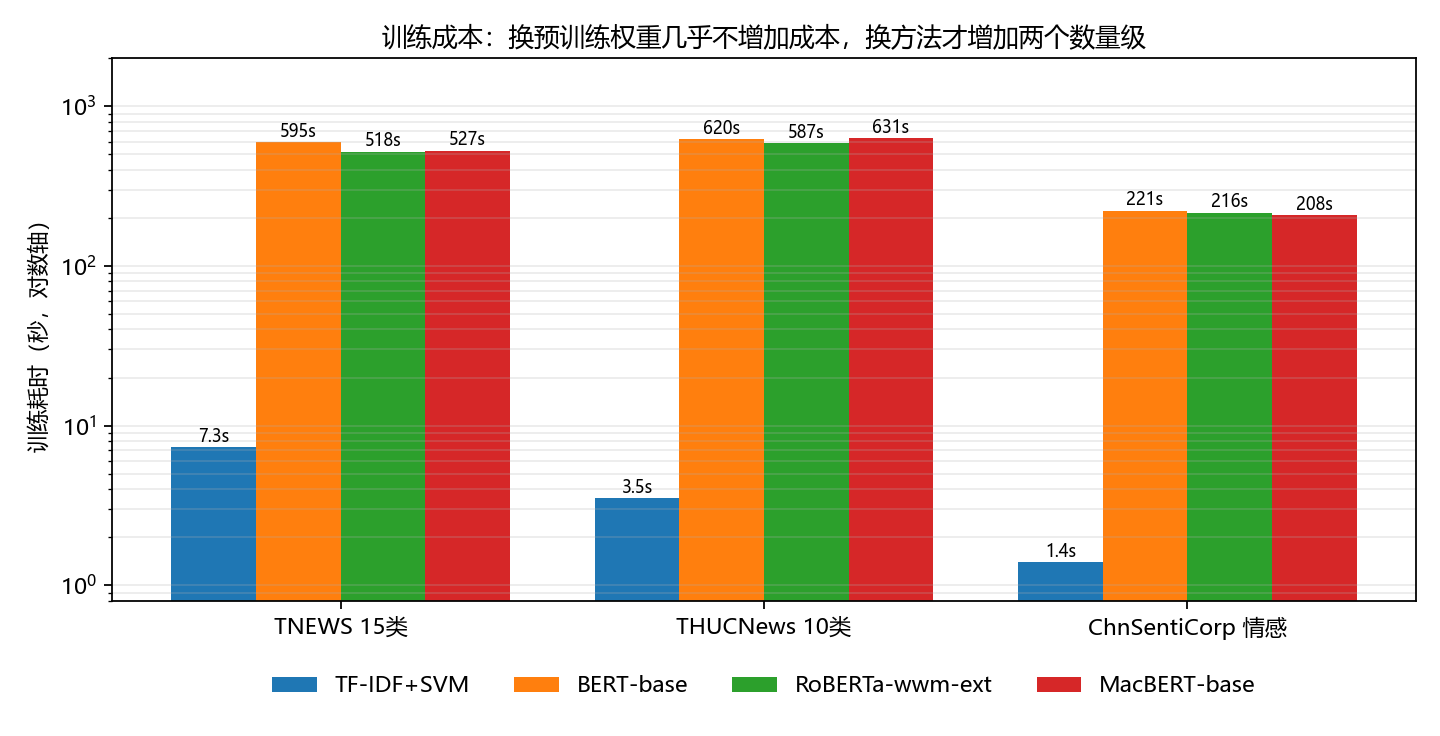 训练成本：换预训练权重几乎不增加成本，换方法才增加两个数量级
训练耗时（秒，对数轴）
10³
10²
10¹
10⁰
7.3s
595s
518s
527s
3.5s
620s
587s
631s
1.4s
221s
216s
208s
TNEWS 15类
THUCNews 10类
ChnSentiCorp 情感
TF-IDF+SVM
BERT-base
RoBERTa-wwm-ext
MacBERT-base